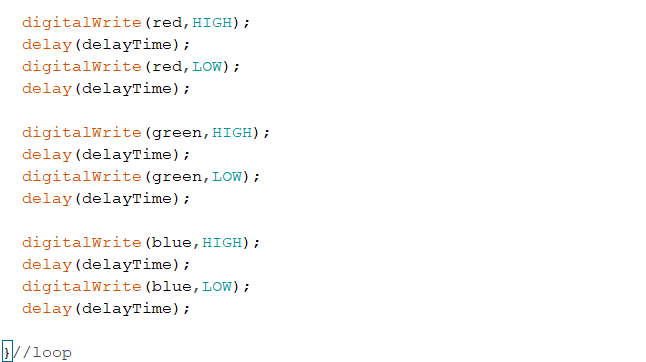 digitalWrite(red,HIGH);
delay(delayTime);
digitalWrite(red,LOW);
delay(delayTime);
digitalWrite(green,HIGH);
delay(delayTime);
digitalWrite(green,LOW);
delay(delayTime);
digitalWrite(blue,HIGH);
delay(delayTime);
digitalWrite(blue,LOW);
delay(delayTime);
}//loop